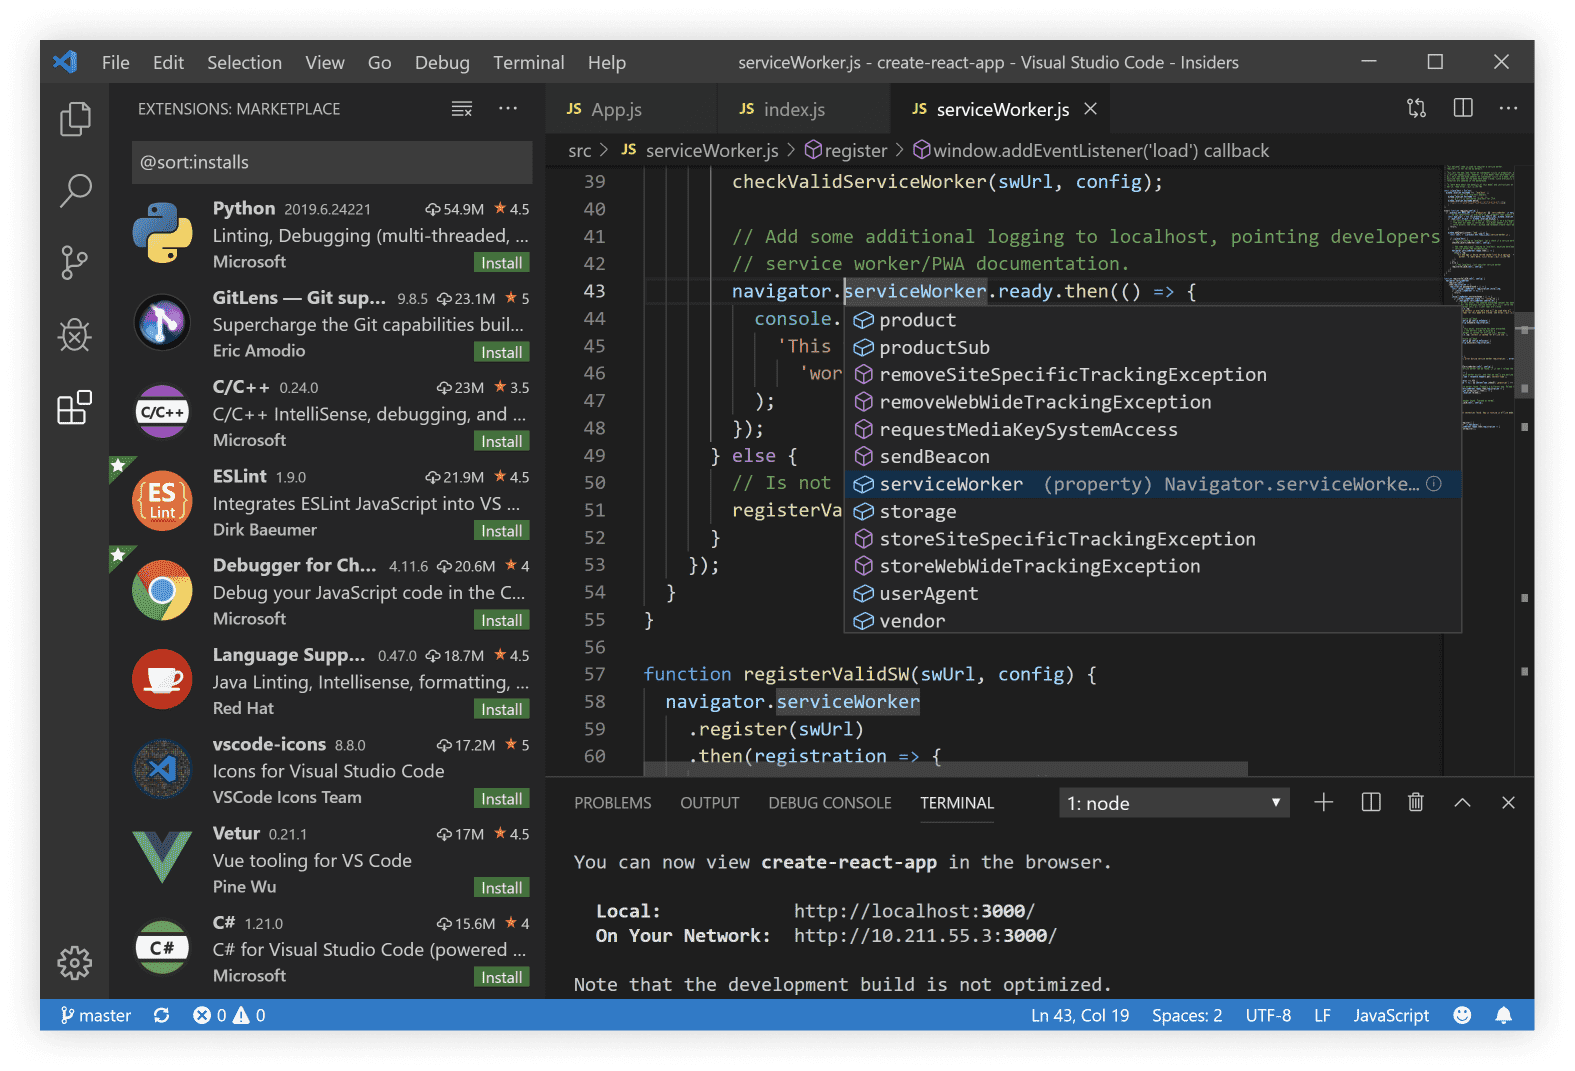 File Edit Selection View Go Debug Terminal Help
serviceWorker.js - create-react-app - Visual Studio Code - Insiders
EXTENSIONS: MARKETPLACE
@sort:installs
Python 2019.6.24221 54.9M 4.5
Linting, Debugging (multi-threaded, ...
Microsoft Install
GitLens — Git sup... 9.8.5 23.1M 5
Supercharge the Git capabilities buil...
Eric Amodio Install
C/C++ 0.24.0 23M 3.5
C/C++
C/C++ IntelliSense, debugging, and ...
Microsoft Install
ESLint 1.9.0 21.9M 4.5
ES
Lint
Integrates ESLint JavaScript into VS ...
Dirk Baeumer Install
Debugger for Ch... 4.11.6 20.6M 4
Debug your JavaScript code in the C...
Microsoft Install
Language Supp... 0.47.0 18.7M 4.5
Java Linting, Intellisense, formatting, ...
Red Hat Install
vscode-icons 8.8.0 17.2M 5
Icons for Visual Studio Code
VSCode Icons Team Install
Vetur 0.21.1 17M 4.5
Vue tooling for VS Code
Pine Wu Install
C# 1.21.0 15.6M 4
C#
C# for Visual Studio Code (powered ...
Microsoft Install
JS App.js JS index.js JS serviceWorker.js
src > JS serviceWorker.js > register > window.addEventListener('load') callback
39 checkValidServiceWorker(swUrl, config);
40
41 // Add some additional logging to localhost, pointing developers
42 // service worker/PWA documentation.
43 navigator.serviceWorker.ready.then(() => {
44 console.
45 'This
46 'wor
47 );
48 });
49 } else {
50 // Is not
51 registerVa
52 }
53 });
54 }
55 }
56
57 function registerValidSW(swUrl, config) {
58 navigator.serviceWorker
59 .register(swUrl)
60 .then(registration => {
product
productSub
removeSiteSpecificTrackingException
removeWebWideTrackingException
requestMediaKeySystemAccess
sendBeacon
serviceWorker (property) Navigator.serviceWorke...
storage
storeSiteSpecificTrackingException
storeWebWideTrackingException
userAgent
vendor
PROBLEMS OUTPUT DEBUG CONSOLE TERMINAL 1: node
You can now view create-react-app in the browser.
Local: http://localhost:3000/
On Your Network: http://10.211.55.3:3000/
Note that the development build is not optimized.
master 0 0 Ln 43, Col 19 Spaces: 2 UTF-8 LF JavaScript